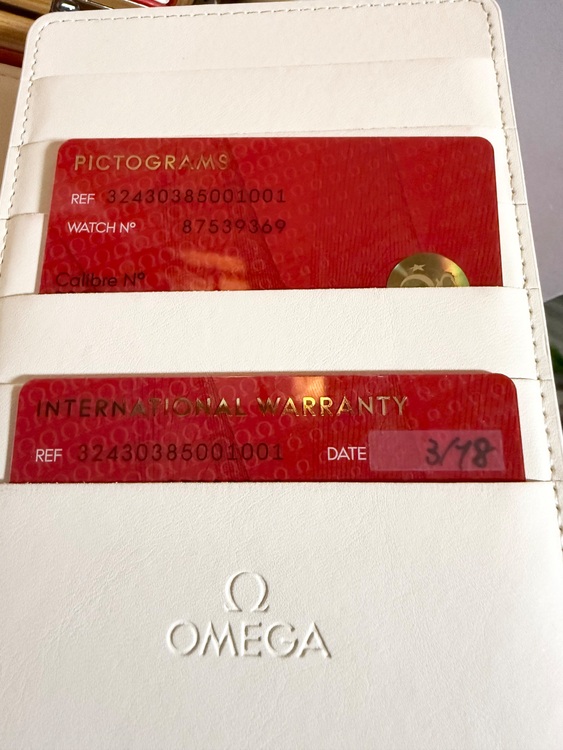 PICTOGRAMS
REF 32430385001001
WATCH Nº 87539369
Calibre Nº
INTERNATIONAL WARRANTY
REF 32430385001001 DATE 3/18
Ω
OMEGA